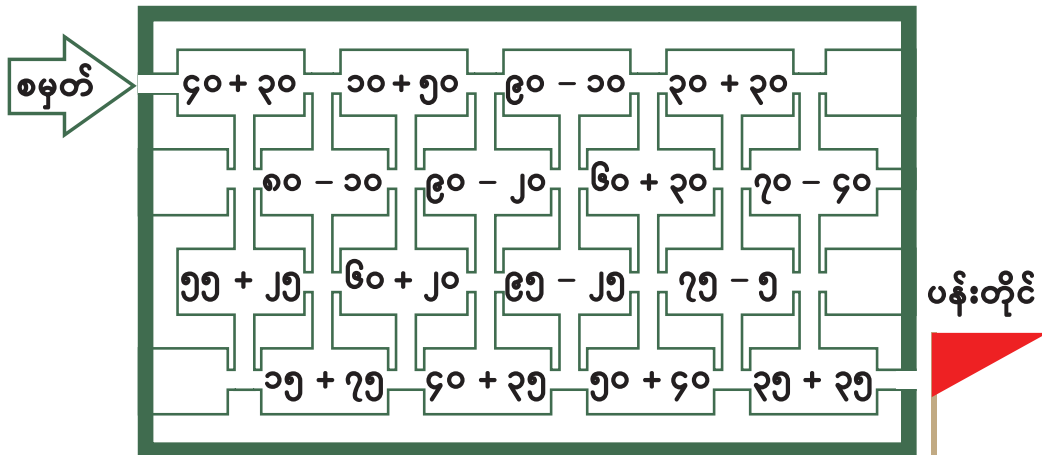 စမှတ်
၄၀ + ၃၀ ၁၀ + ၅၀ ၉၀ − ၁၀ ၃၀ + ၃၀
၈၀ − ၁၀ ၉၀ − ၂၀ ၆၀ + ၃၀ ၇၀ − ၄၀
၅၅ + ၂၅ ၆၀ + ၂၀ ၉၅ − ၂၅ ၇၅ − ၅
ပန်းတိုင်
၁၅ + ၇၅ ၄၀ + ၃၅ ၅၀ + ၄၀ ၃၅ + ၃၅